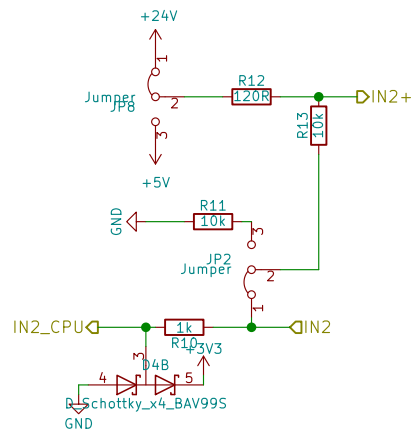 +24V
1
Jumper
JP8
2
3
+5V
R12
120R
IN2+
R13
10k
R11
10k
GND
3
JP2
Jumper
2
1
IN2_CPU
1k
R10
IN2
+3V3
3
D4B
4
5
D_Schottky_x4_BAV99S
GND